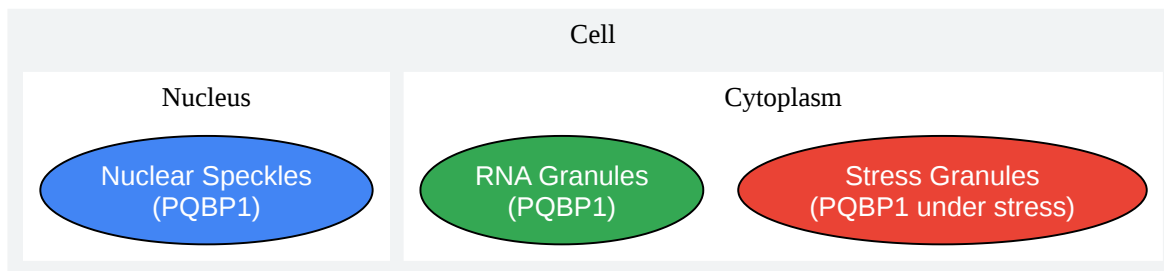 Cell
Nucleus
Cytoplasm
Nuclear Speckles
(PQBP1)
RNA Granules
(PQBP1)
Stress Granules
(PQBP1 under stress)